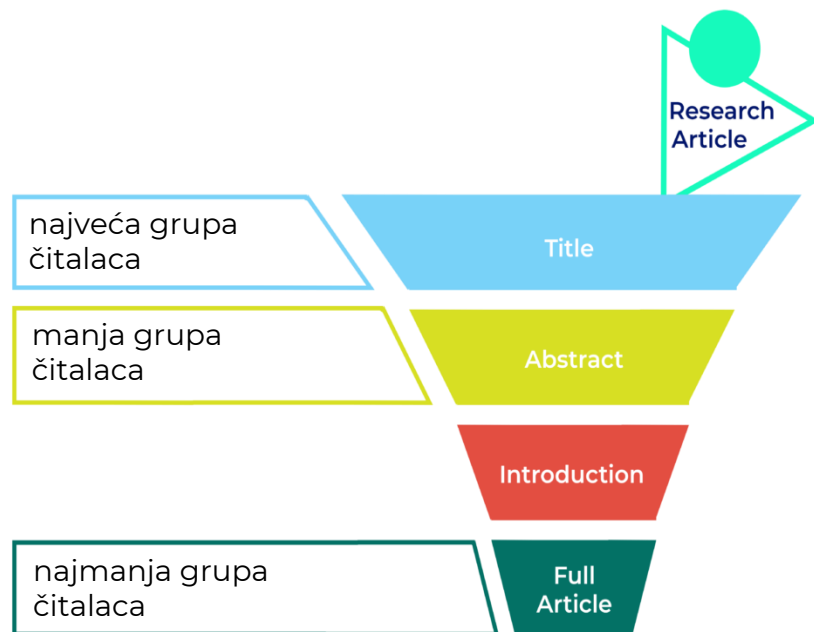 Research
Article
najveća grupa
čitalaca
Title
manja grupa
čitalaca
Abstract
Introduction
najmanja grupa
čitalaca
Full
Article